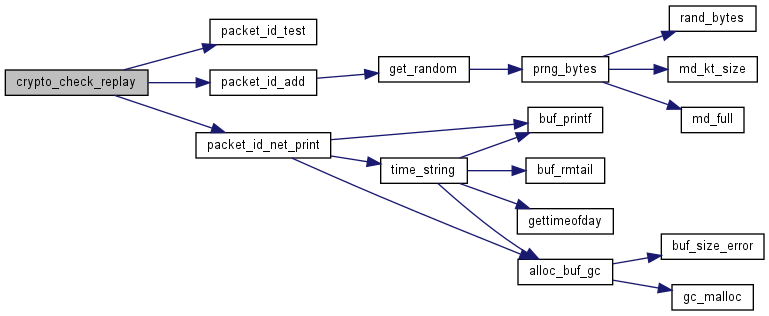 crypto_check_replay
packet_id_test
packet_id_add
packet_id_net_print
get_random
time_string
prng_bytes
buf_printf
buf_rmtail
gettimeofday
alloc_buf_gc
rand_bytes
md_kt_size
md_full
buf_size_error
gc_malloc